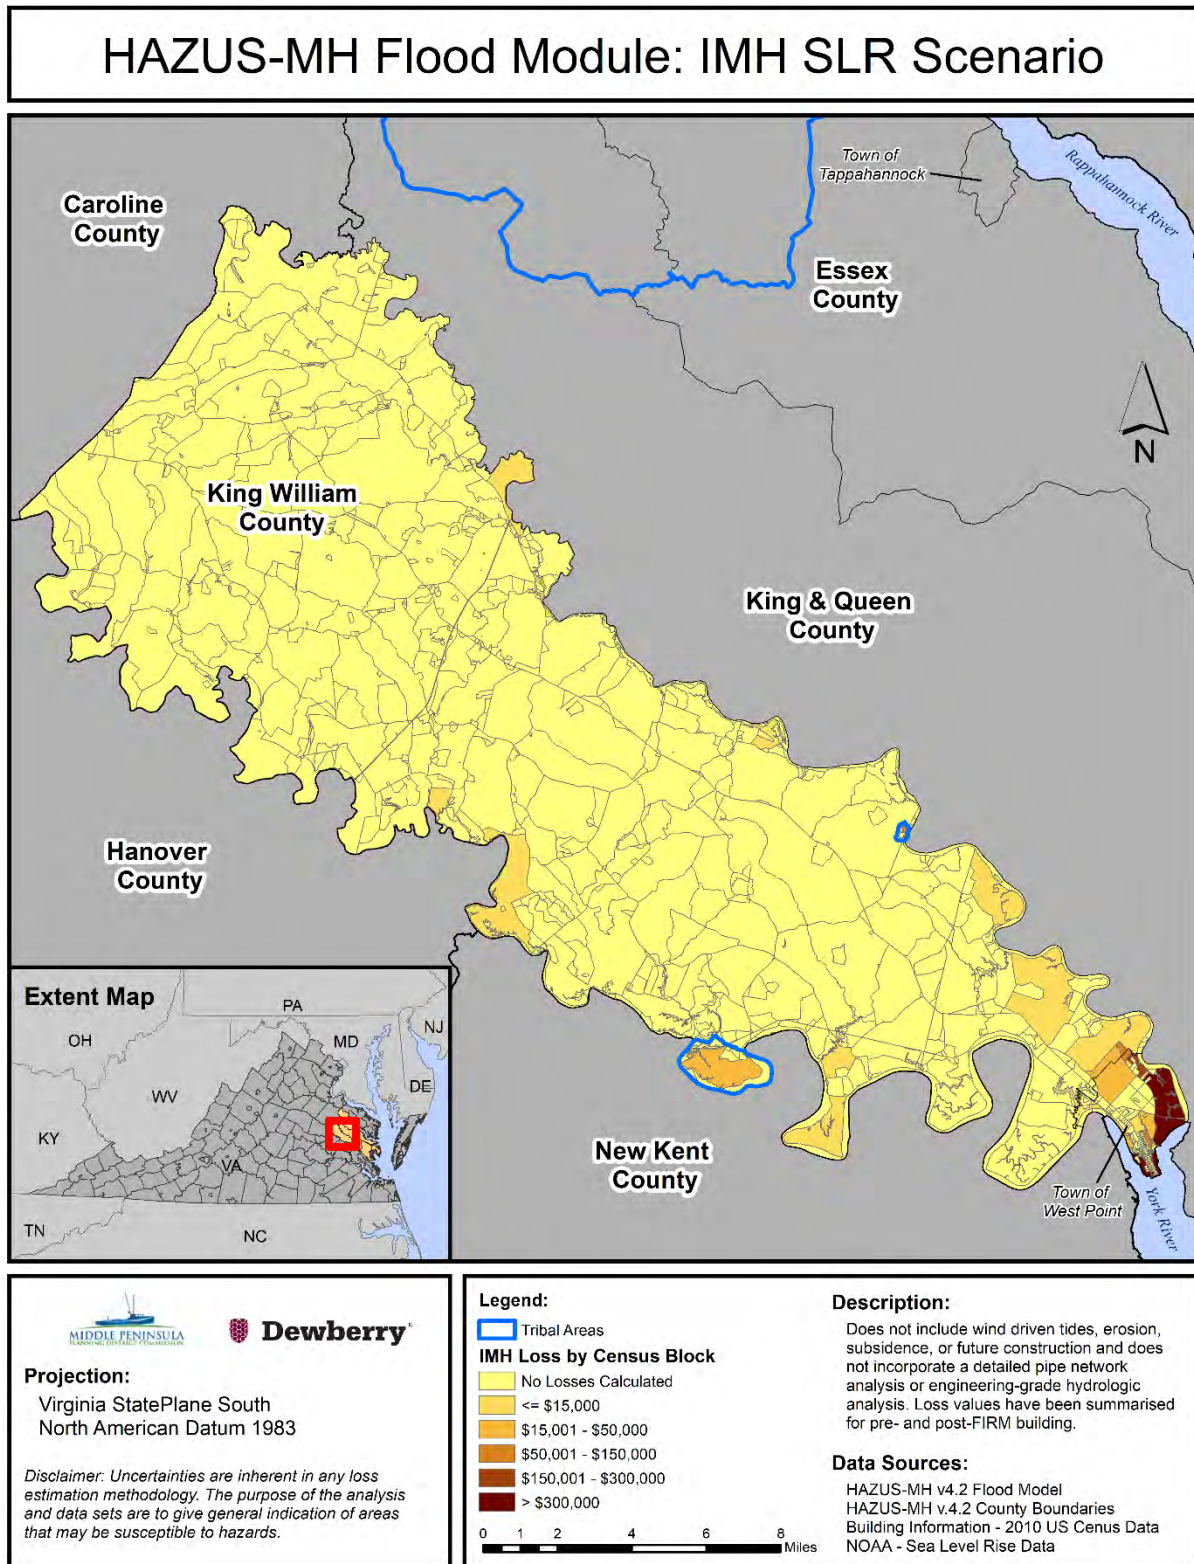 HAZUS-MH Flood Module: IMH SLR Scenario
Caroline
County
Town of
Tappahannock
Rappahannock River
Essex
County
N
King William
County
King & Queen
County
Hanover
County
New Kent
County
Town of
West Point
York River
Extent Map
PA
OH
MD
NJ
WV
DE
KY
VA
TN
NC
MIDDLE PENINSULA
PLANNING DISTRICT COMMISSION
Dewberry
Projection:
Virginia StatePlane South
North American Datum 1983
Disclaimer: Uncertainties are inherent in any loss
estimation methodology. The purpose of the analysis
and data sets are to give general indication of areas
that may be susceptible to hazards.
Legend:
Tribal Areas
IMH Loss by Census Block
No Losses Calculated
<= $15,000
$15,001 - $50,000
$50,001 - $150,000
$150,001 - $300,000
> $300,000
0 1 2 4 6 8
Miles
Description:
Does not include wind driven tides, erosion,
subsidence, or future construction and does
not incorporate a detailed pipe network
analysis or engineering-grade hydrologic
analysis. Loss values have been summarised
for pre- and post-FIRM building.
Data Sources:
HAZUS-MH v4.2 Flood Model
HAZUS-MH v.4.2 County Boundaries
Building Information - 2010 US Cenus Data
NOAA - Sea Level Rise Data